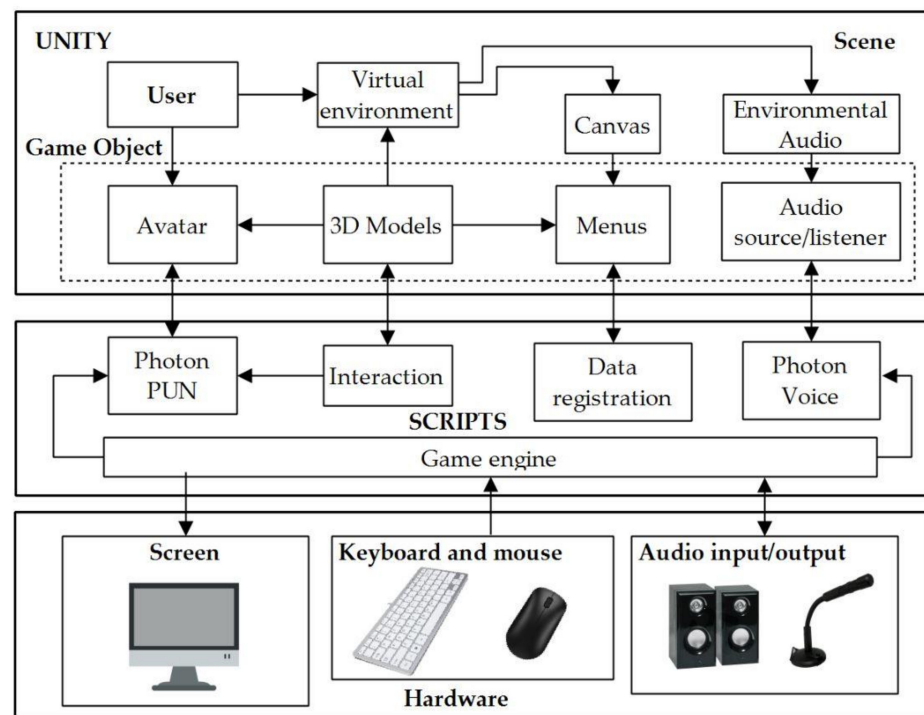 UNITY
Scene
User
Virtual
environment
Canvas
Environmental
Audio
Game Object
Avatar
3D Models
Menus
Audio
source/listener
Photon
PUN
Interaction
Data
registration
Photon
Voice
SCRIPTS
Game engine
Screen
Keyboard and mouse
Audio input/output
Hardware